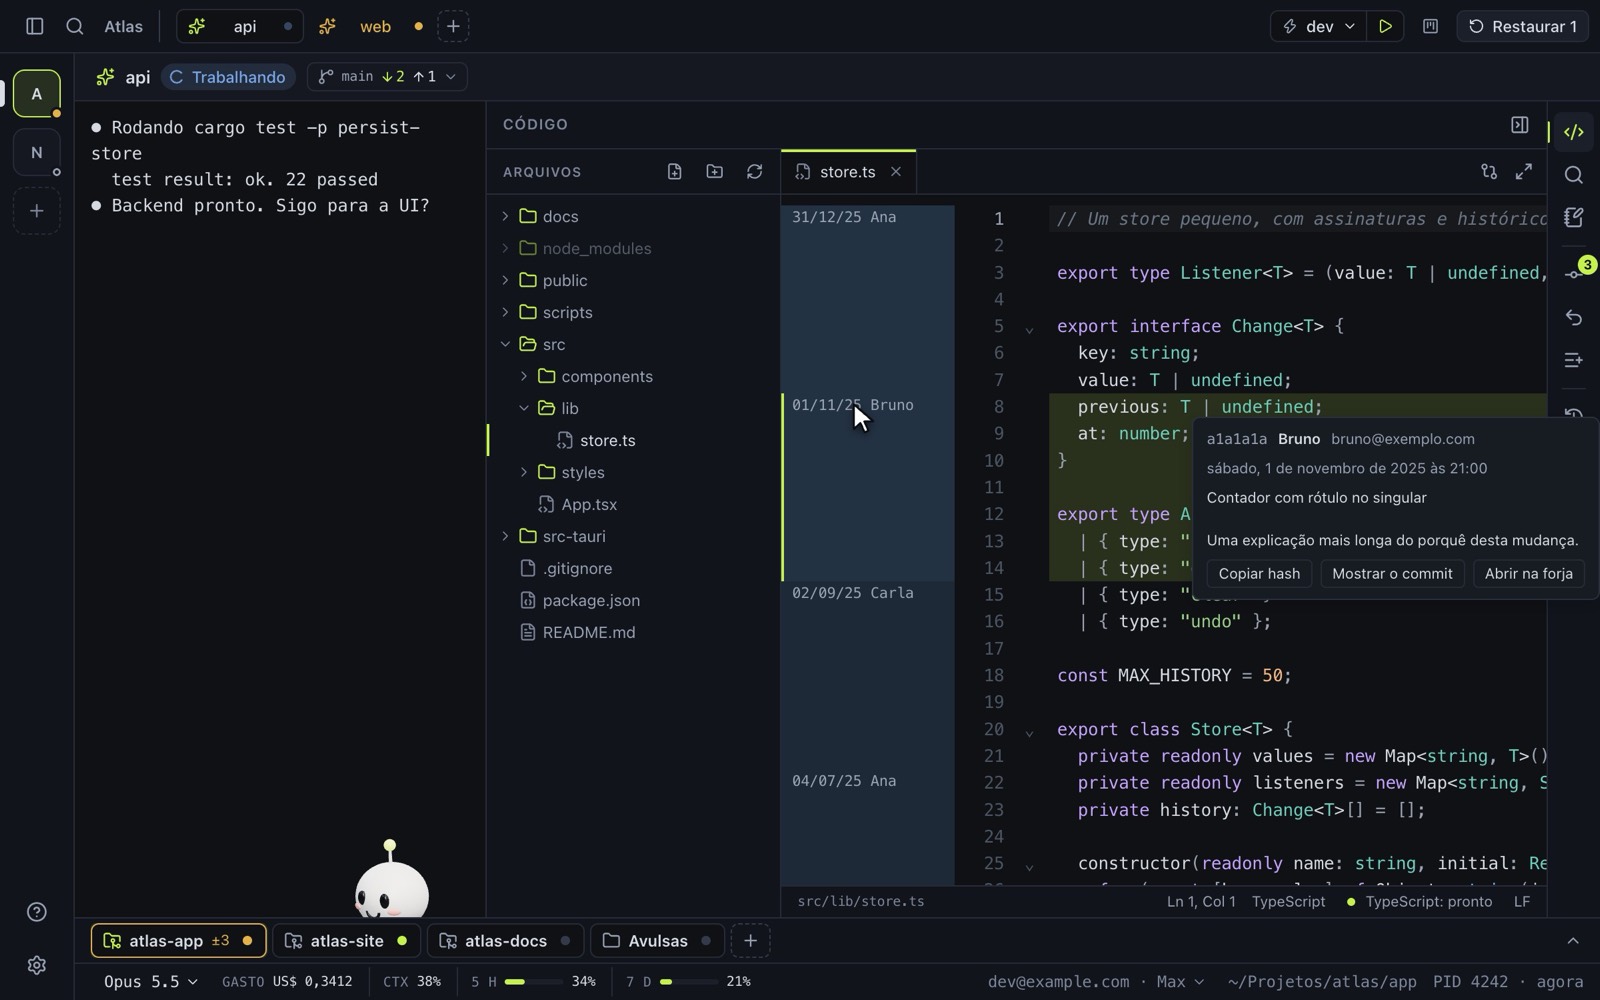 Atlas
api
web
dev
Restaurar 1
A
N
api
Trabalhando
main ↓2 ↑1
● Rodando cargo test -p persist-
store
test result: ok. 22 passed
● Backend pronto. Sigo para a UI?
CÓDIGO
ARQUIVOS
docs
node_modules
public
scripts
src
components
lib
store.ts
styles
App.tsx
src-tauri
.gitignore
package.json
README.md
store.ts
31/12/25 Ana
01/11/25 Bruno
02/09/25 Carla
04/07/25 Ana
1 // Um store pequeno, com assinaturas e histórico
2
3 export type Listener<T> = (value: T | undefined,
4
5 export interface Change<T> {
6 key: string;
7 value: T | undefined;
8 previous: T | undefined;
9 at: number;
10 }
11
12 export type A
13 | { type: "
14 | { type: "
15 | { type: "
16 | { type: "undo" };
17
18 const MAX_HISTORY = 50;
19
20 export class Store<T> {
21 private readonly values = new Map<string, T>()
22 private readonly listeners = new Map<string, S
23 private history: Change<T>[] = [];
24
25 constructor(readonly name: string, initial: Re
a1a1a1a Bruno bruno@exemplo.com
sábado, 1 de novembro de 2025 às 21:00
Contador com rótulo no singular
Uma explicação mais longa do porquê desta mudança.
Copiar hash
Mostrar o commit
Abrir na forja
3
src/lib/store.ts
Ln 1, Col 1
TypeScript
TypeScript: pronto
LF
atlas-app ±3
atlas-site
atlas-docs
Avulsas
Opus 5.5
GASTO US$ 0,3412
CTX 38%
5 H 34%
7 D 21%
dev@example.com · Max
~/Projetos/atlas/app
PID 4242 · agora